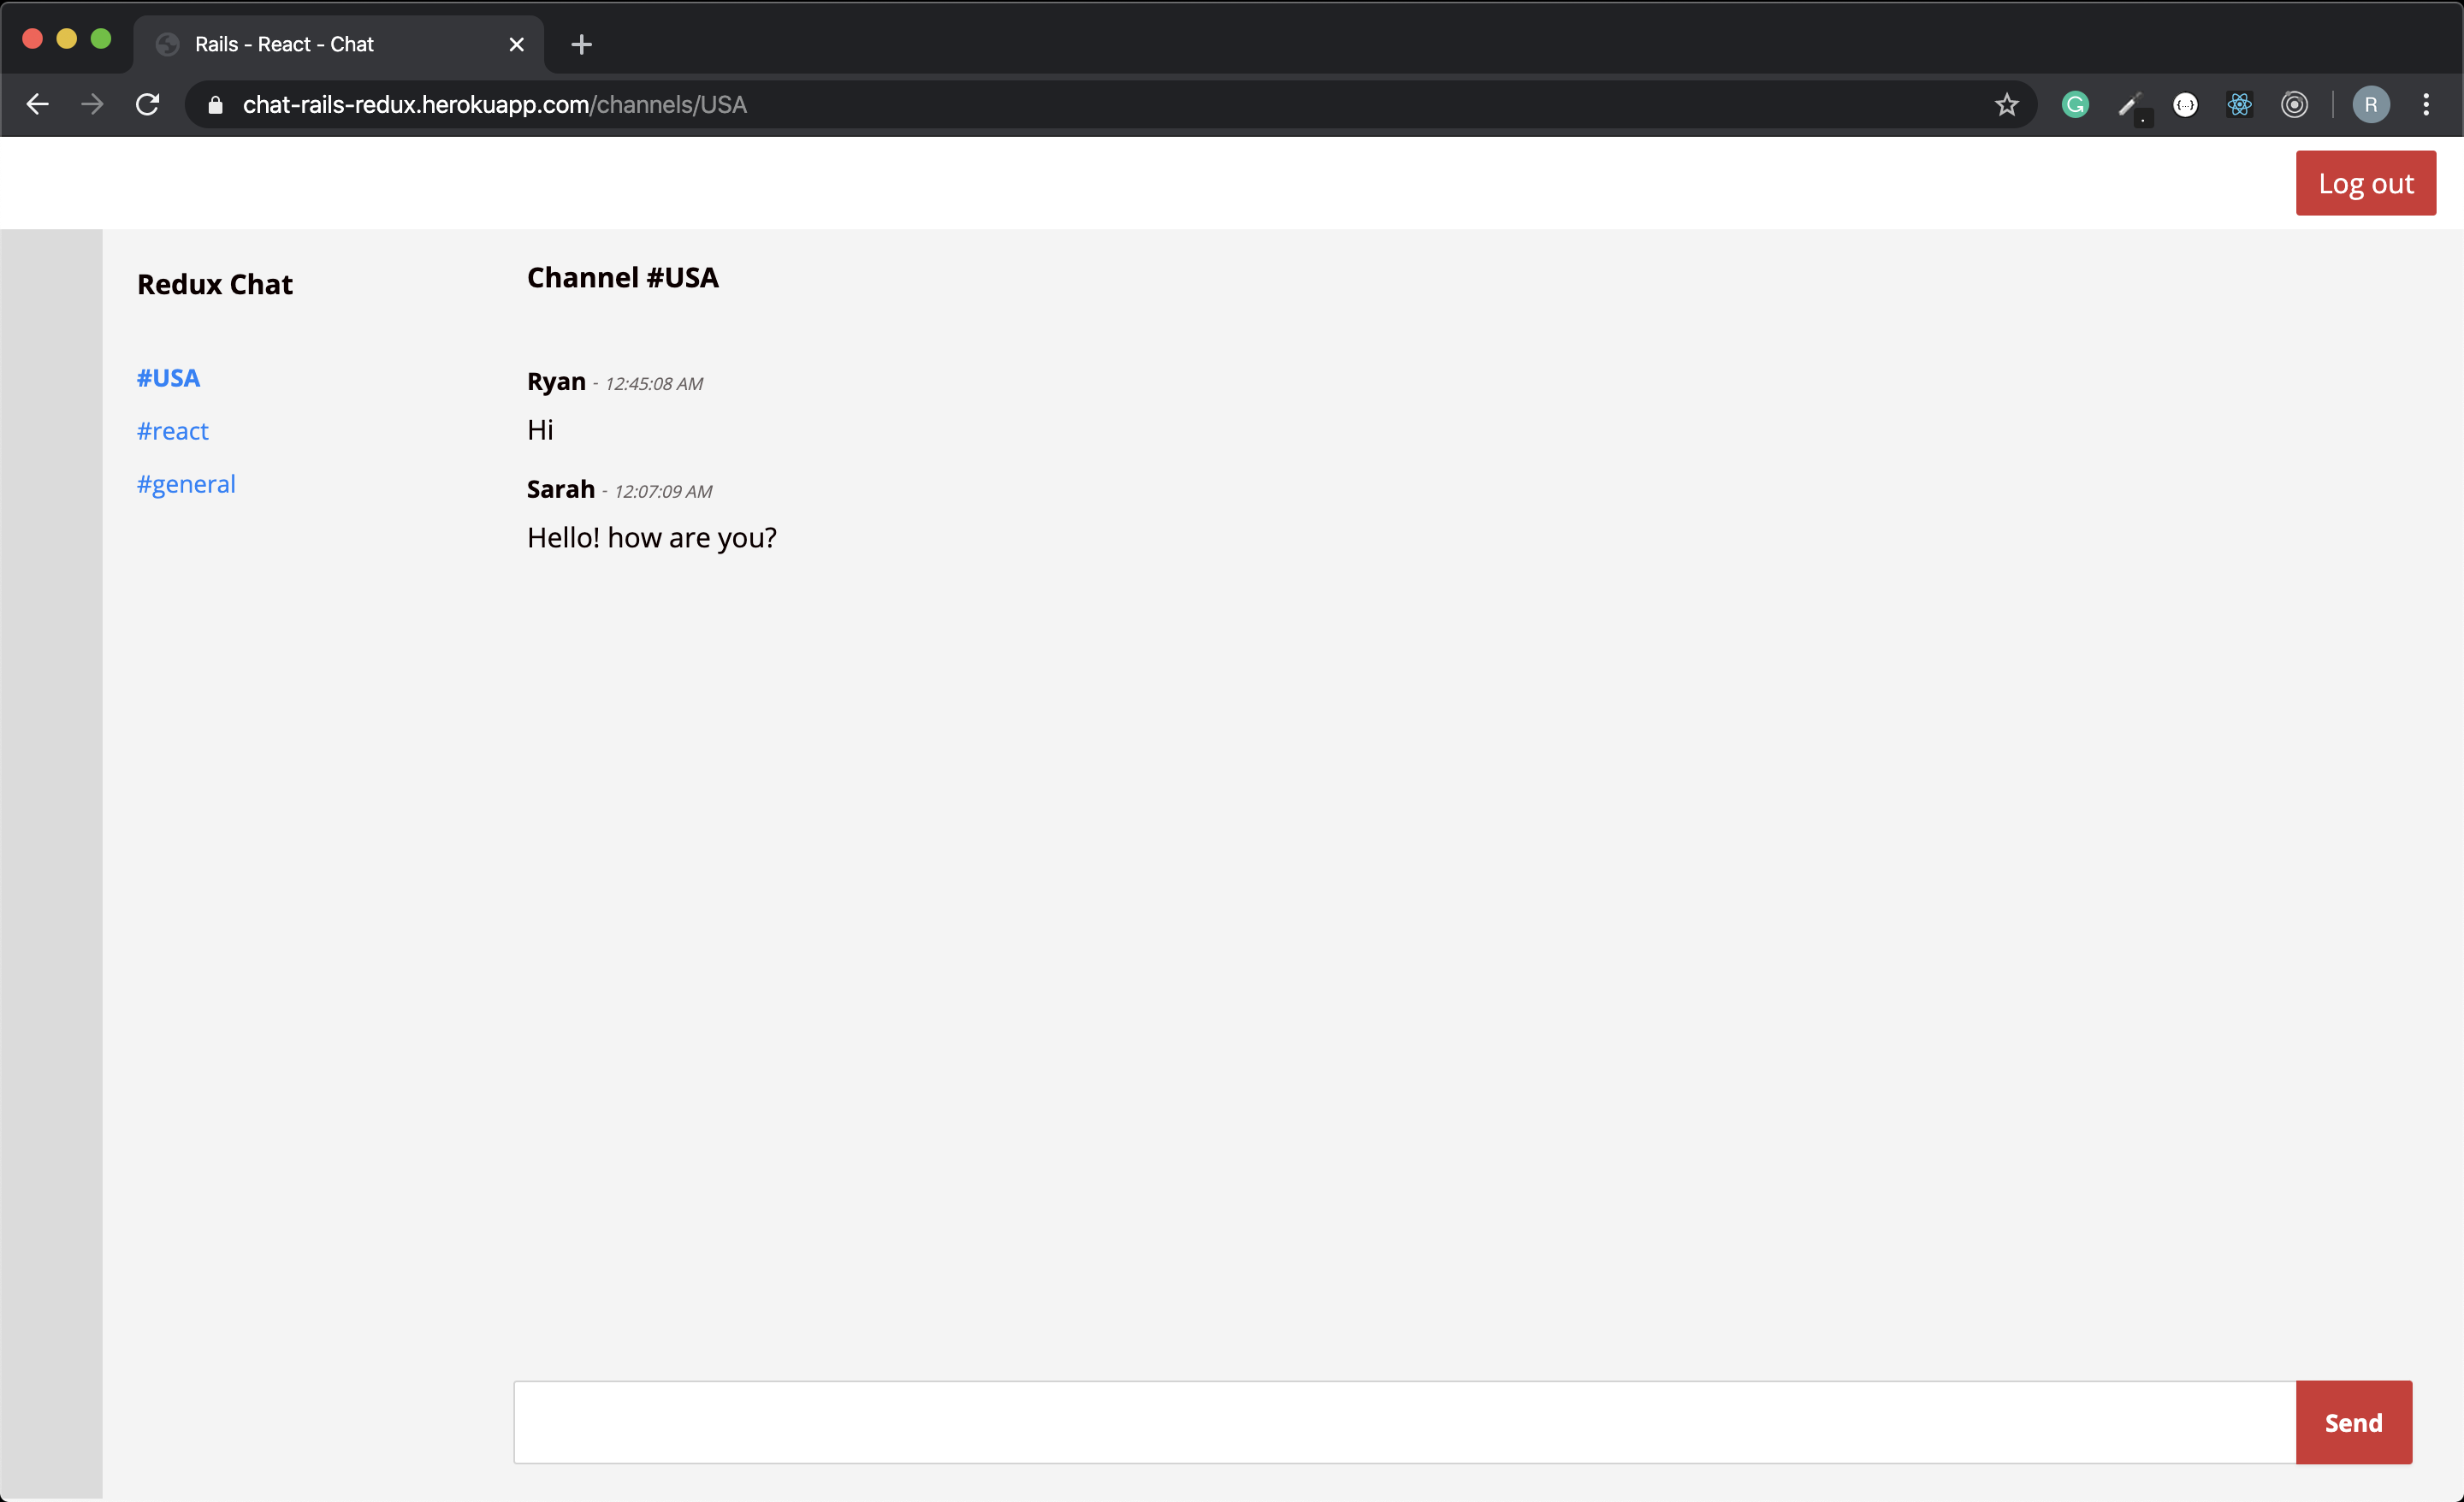 Rails - React - Chat
chat-rails-redux.herokuapp.com/channels/USA
R
Log out
Redux Chat
#USA
#react
#general
Channel #USA
Ryan - 12:45:08 AM
Hi
Sarah - 12:07:09 AM
Hello! how are you?
Send